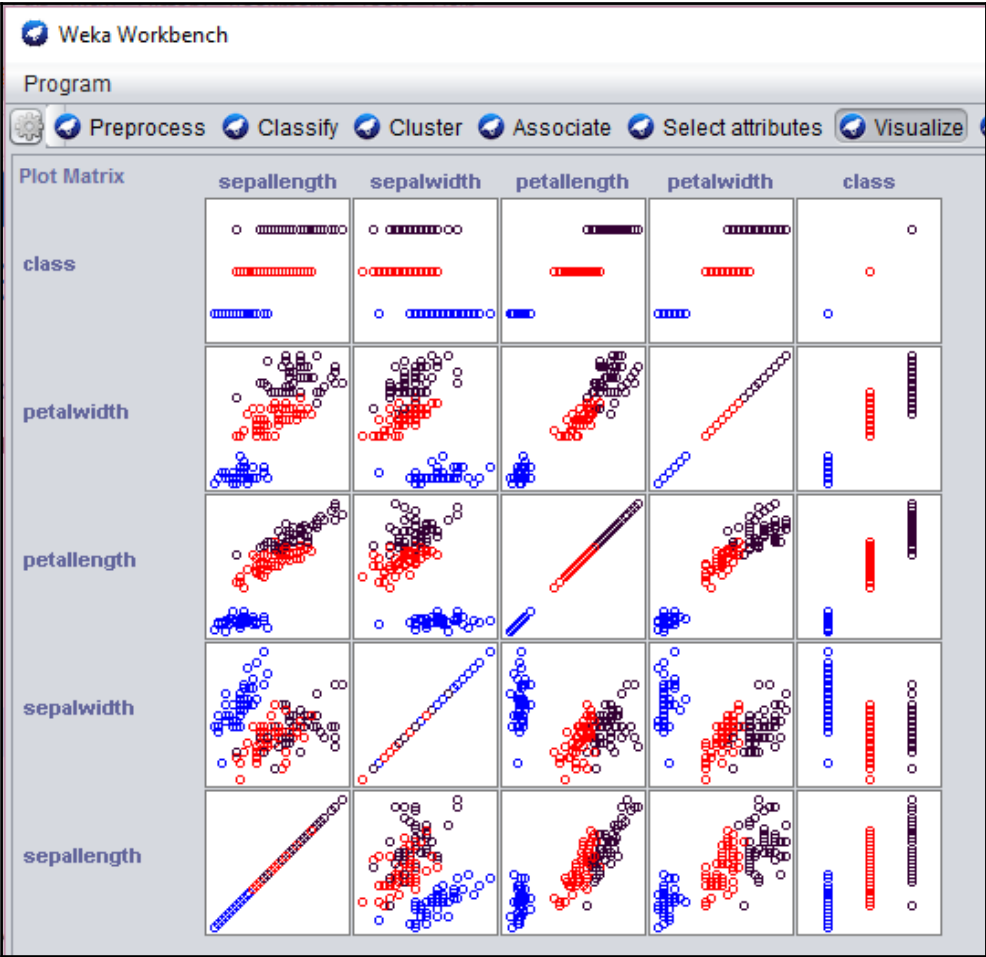 Weka Workbench
Program
Preprocess Classify Cluster Associate Select attributes Visualize
Plot Matrix sepallength sepalwidth petallength petalwidth class
class
petalwidth
petallength
sepalwidth
sepallength